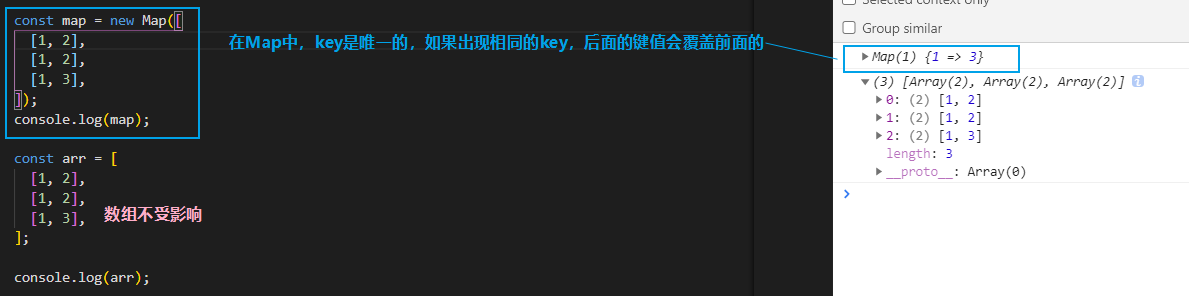 const map = new Map([
[1, 2],
[1, 2],
[1, 3],
]);
console.log(map);
在Map中，key是唯一的，如果出现相同的key，后面的键值会覆盖前面的
const arr = [
[1, 2],
[1, 2],
[1, 3],
数组不受影响
];
console.log(arr);
Selected context only
Group similar
Map(1) {1 => 3}
(3) [Array(2), Array(2), Array(2)] i
0: (2) [1, 2]
1: (2) [1, 2]
2: (2) [1, 3]
length: 3
__proto__: Array(0)